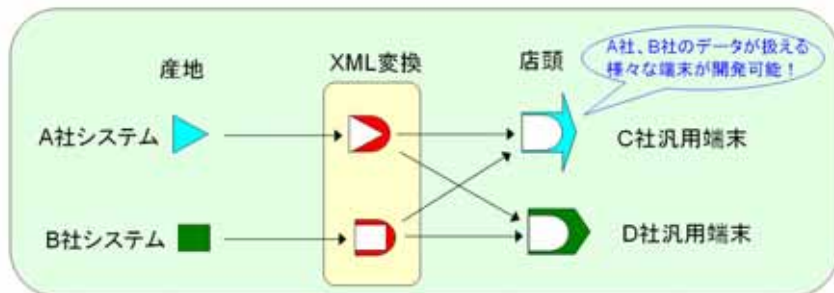 産地
XML変換
店頭
A社、B社のデータが扱える
様々な端末が開発可能！
A社システム
C社汎用端末
B社システム
D社汎用端末